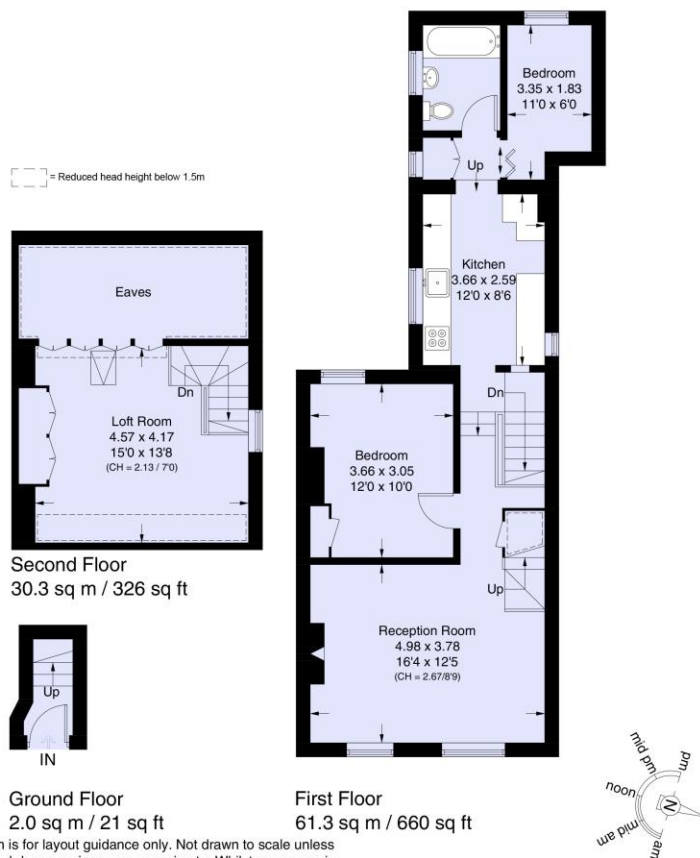 Bedroom
3.35 x 1.83
11'0 x 6'0
Up
= Reduced head height below 1.5m
Kitchen
3.66 x 2.59
12'0 x 8'6
Eaves
Dn
Loft Room
4.57 x 4.17
15'0 x 13'8
(CH = 2.13 / 7'0)
Dn
Bedroom
3.66 x 3.05
12'0 x 10'0
Second Floor
30.3 sq m / 326 sq ft
Up
Reception Room
4.98 x 3.78
16'4 x 12'5
(CH = 2.67/8'9)
Up
IN
mid pm
pm
noon
N
mid am
am
Ground Floor
2.0 sq m / 21 sq ft
First Floor
61.3 sq m / 660 sq ft
is for layout guidance only. Not drawn to scale unless